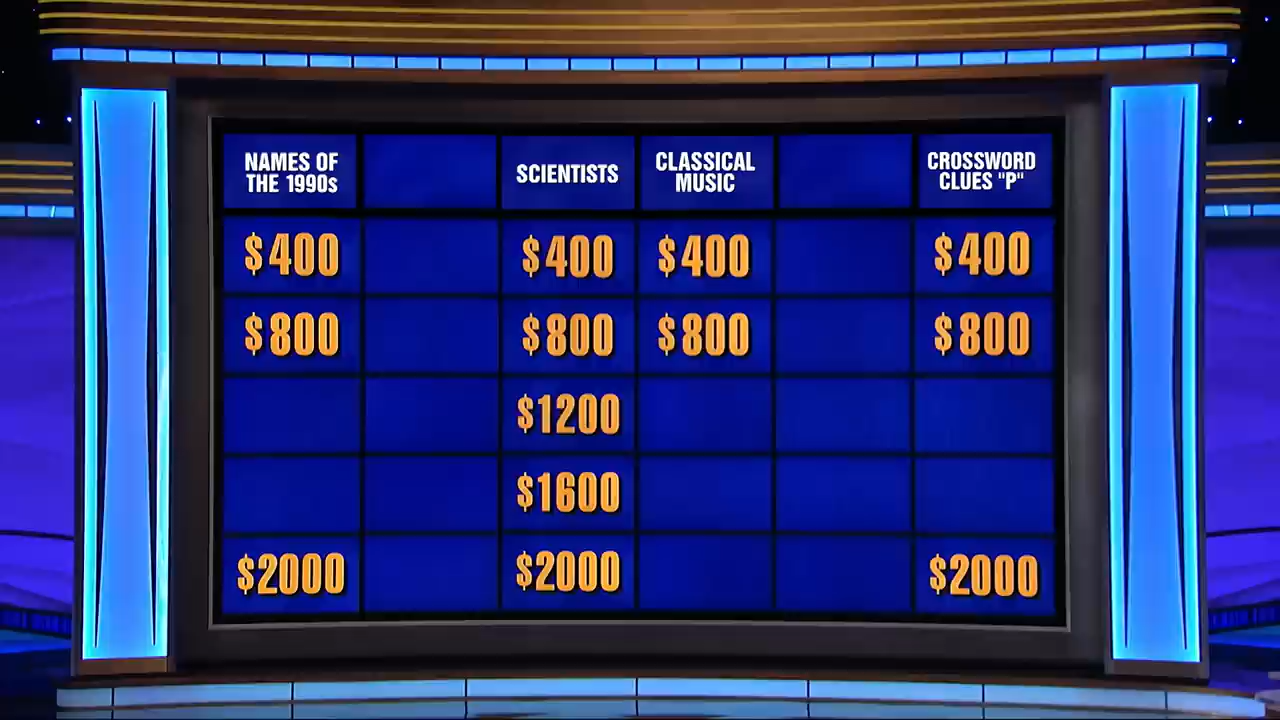 NAMES OF
THE 1990s
SCIENTISTS
CLASSICAL
MUSIC
CROSSWORD
CLUES "P"
$400 $400 $400 $400
$800 $800 $800 $800
$1200
$1600
$2000 $2000 $2000